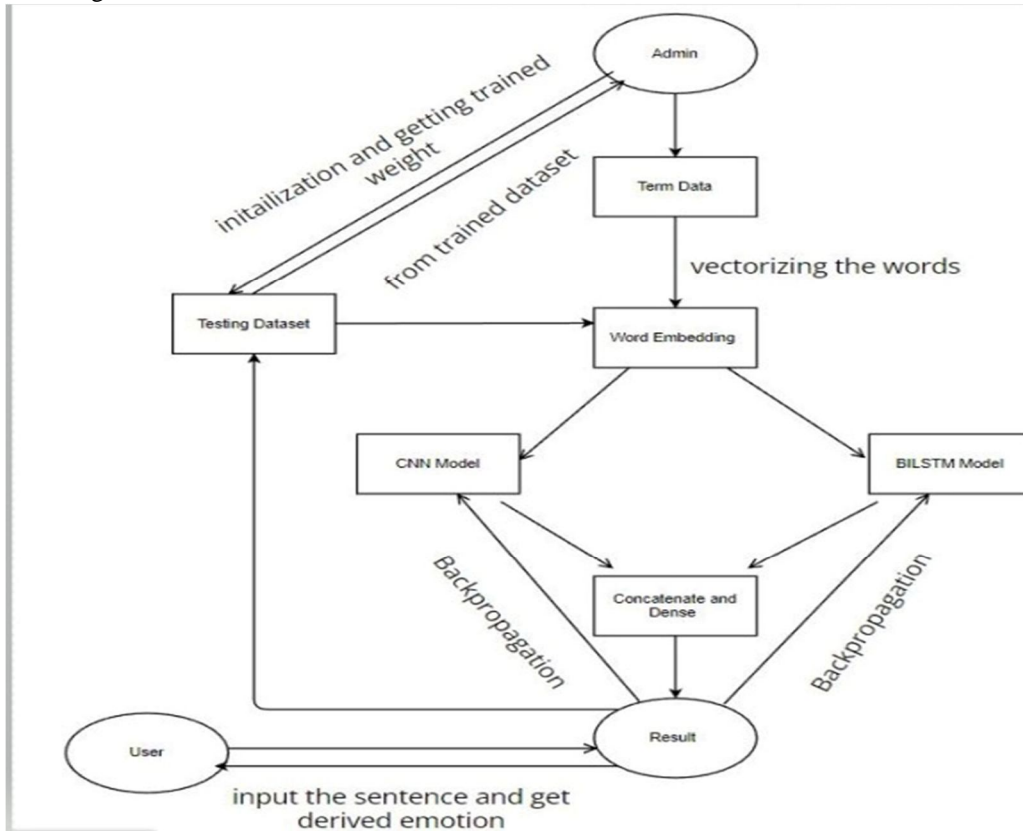 Admin
initailization and getting trained
weight
from trained dataset
Term Data
vectorizing the words
Testing Dataset
Word Embedding
CNN Model
BILSTM Model
Backpropagation
Concatenate and
Dense
Backpropagation
Result
User
input the sentence and get
derived emotion